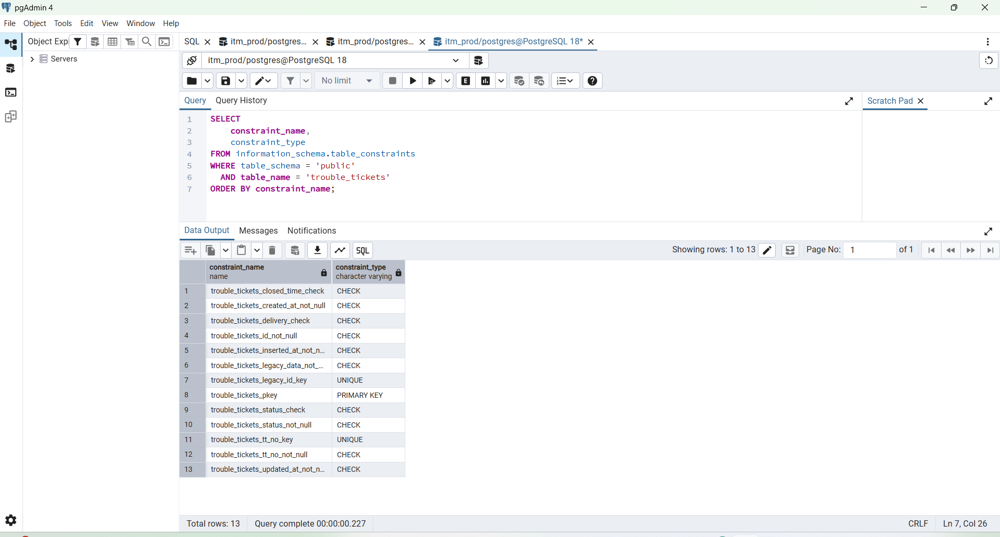 pgAdmin 4
File Object Tools Edit View Window Help
Object Exp
SQL itm_prod/postgres... itm_prod/postgres... itm_prod/postgres@PostgreSQL 18*
Servers
itm_prod/postgres@PostgreSQL 18
No limit E
Query Query History Scratch Pad
1 SELECT
2 constraint_name,
3 constraint_type
4 FROM information_schema.table_constraints
5 WHERE table_schema = 'public'
6 AND table_name = 'trouble_tickets'
7 ORDER BY constraint_name;
Data Output Messages Notifications
SQL Showing rows: 1 to 13 Page No: 1 of 1
constraint_name constraint_type
name character varying
1 trouble_tickets_closed_time_check CHECK
2 trouble_tickets_created_at_not_null CHECK
3 trouble_tickets_delivery_check CHECK
4 trouble_tickets_id_not_null CHECK
5 trouble_tickets_inserted_at_not_n... CHECK
6 trouble_tickets_legacy_data_not_... CHECK
7 trouble_tickets_legacy_id_key UNIQUE
8 trouble_tickets_pkey PRIMARY KEY
9 trouble_tickets_status_check CHECK
10 trouble_tickets_status_not_null CHECK
11 trouble_tickets_tt_no_key UNIQUE
12 trouble_tickets_tt_no_not_null CHECK
13 trouble_tickets_updated_at_not_n... CHECK
Total rows: 13 Query complete 00:00:00.227 CRLF Ln 7, Col 26